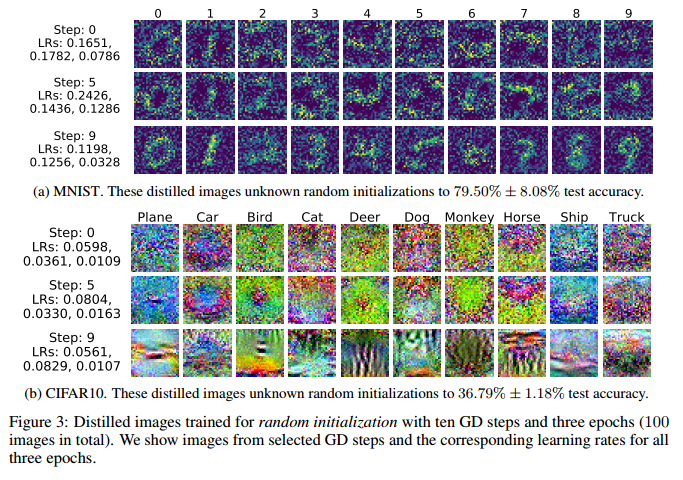 0 1 2 3 4 5 6 7 8 9
Step: 0
LRs: 0.1651,
0.1782, 0.0786
Step: 5
LRs: 0.2426,
0.1436, 0.1286
Step: 9
LRs: 0.1198,
0.1256, 0.0328
(a) MNIST. These distilled images unknown random initializations to 79.50% ± 8.08% test accuracy.
Plane Car Bird Cat Deer Dog Monkey Horse Ship Truck
Step: 0
LRs: 0.0598,
0.0361, 0.0109
Step: 5
LRs: 0.0804,
0.0330, 0.0163
Step: 9
LRs: 0.0561,
0.0829, 0.0107
(b) CIFAR10. These distilled images unknown random initializations to 36.79% ± 1.18% test accuracy.
Figure 3: Distilled images trained for random initialization with ten GD steps and three epochs (100
images in total). We show images from selected GD steps and the corresponding learning rates for all
three epochs.